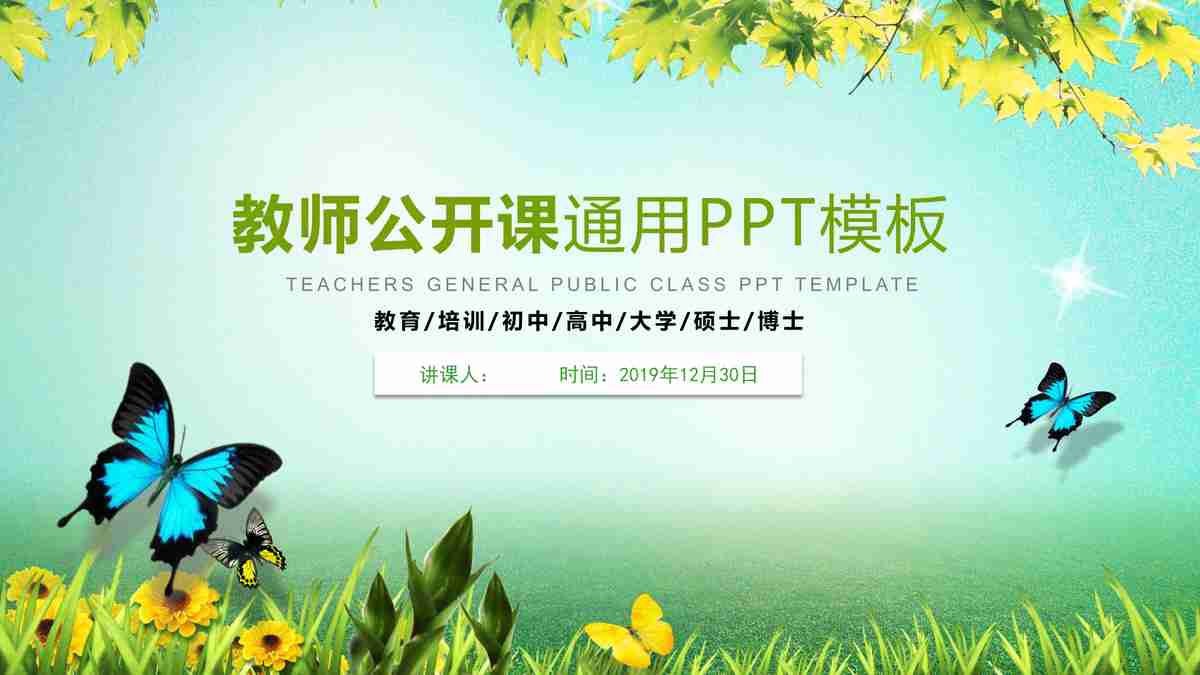 教师公开课通用PPT模板
TEACHERS GENERAL PUBLIC CLASS PPT TEMPLATE
教育/培训/初中/高中/大学/硕士/博士
讲课人： 时间：2019年12月30日